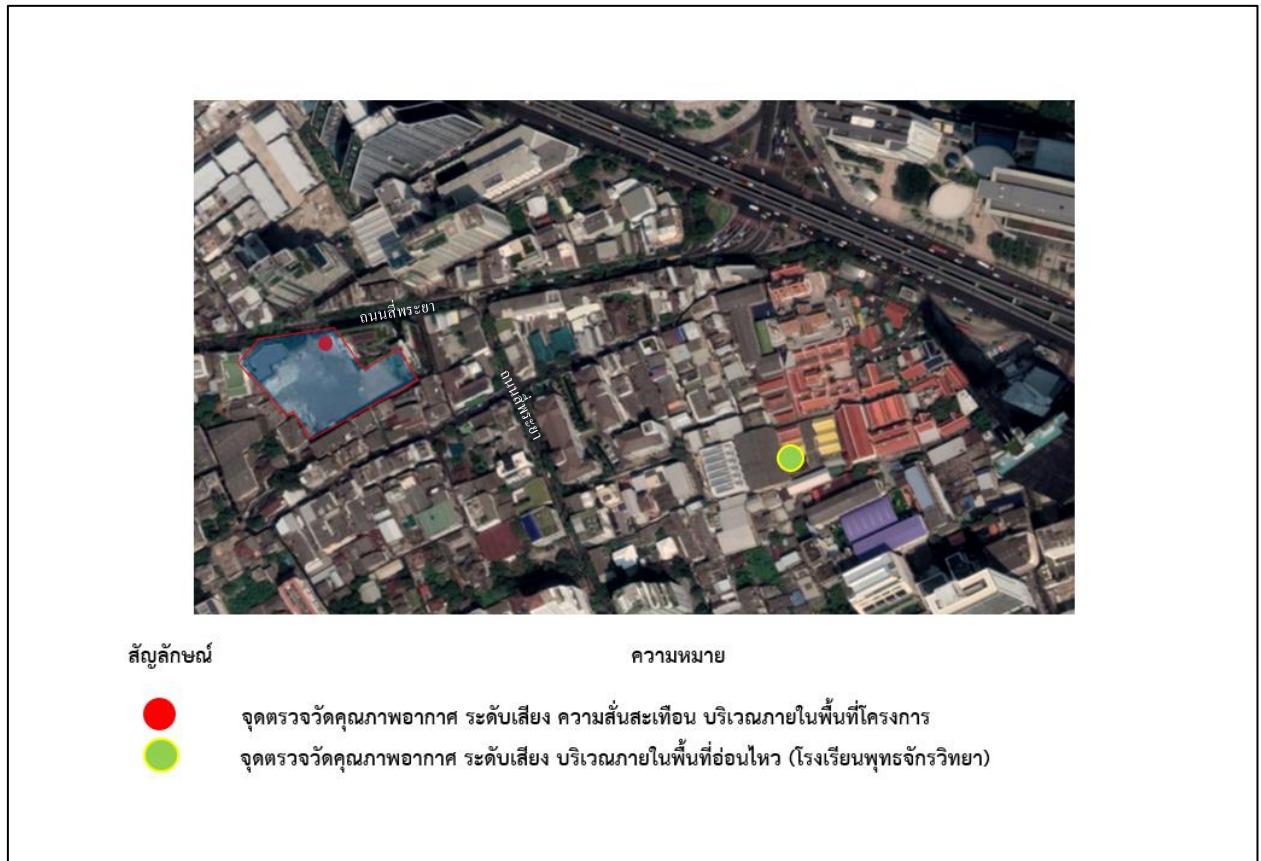 ถนนสี่พระยา
ถนนสี่พระยา
สัญลักษณ์ ความหมาย
จุดตรวจวัดคุณภาพอากาศ ระดับเสียง ความสั่นสะเทือน บริเวณภายในพื้นที่โครงการ
จุดตรวจวัดคุณภาพอากาศ ระดับเสียง บริเวณภายในพื้นที่อ่อนไหว (โรงเรียนพุทธจักรวิทยา)